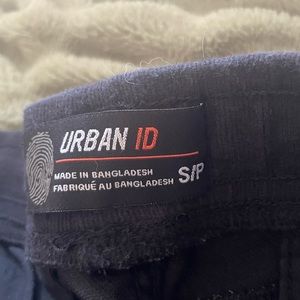 URBAN ID
MADE IN BANGLADESH
FABRIQUÉ AU BANGLADESH
S/P